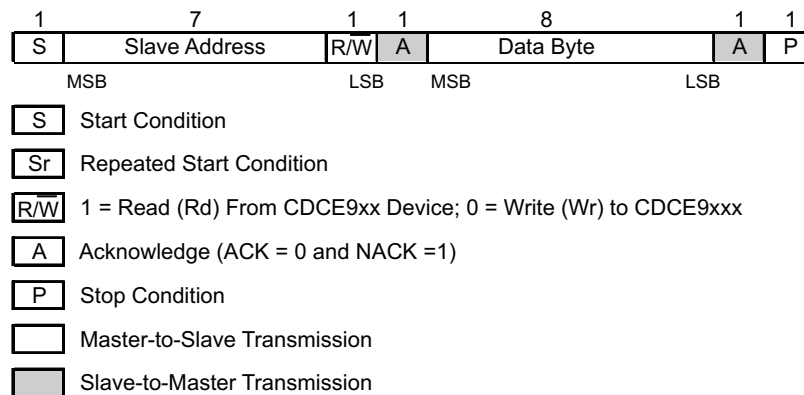 1 7 1 1 8 1 1
S Slave Address R/W̅ A Data Byte A P
MSB LSB MSB LSB
S Start Condition
Sr Repeated Start Condition
R/W̅ 1 = Read (Rd) From CDCE9xx Device; 0 = Write (Wr) to CDCE9xxx
A Acknowledge (ACK = 0 and NACK =1)
P Stop Condition
Master-to-Slave Transmission
Slave-to-Master Transmission